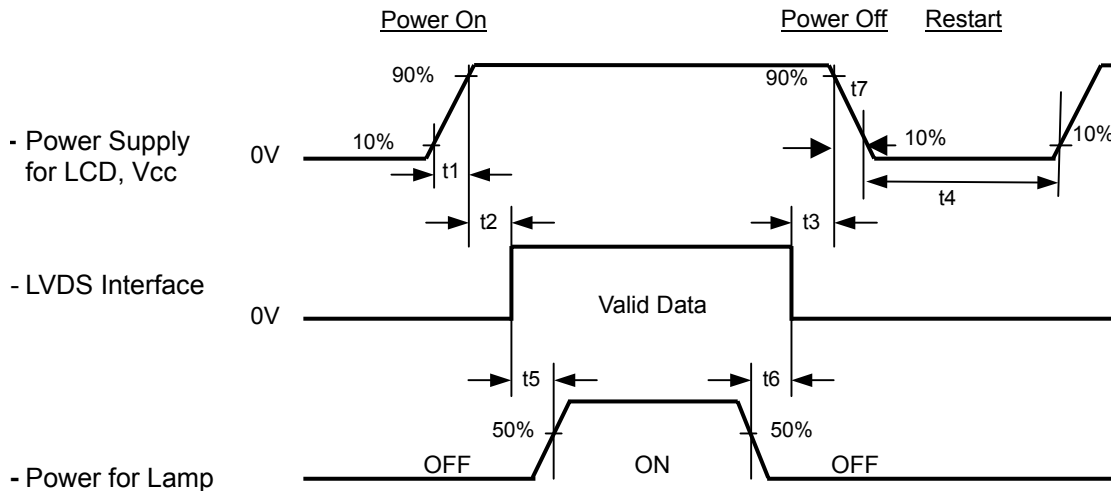 Power On
Power Off
Restart
90%
90%
t7
- Power Supply
for LCD, Vcc
0V
10%
10%
10%
t1
t4
t2
t3
- LVDS Interface
0V
Valid Data
t5
t6
50%
50%
- Power for Lamp
OFF
ON
OFF